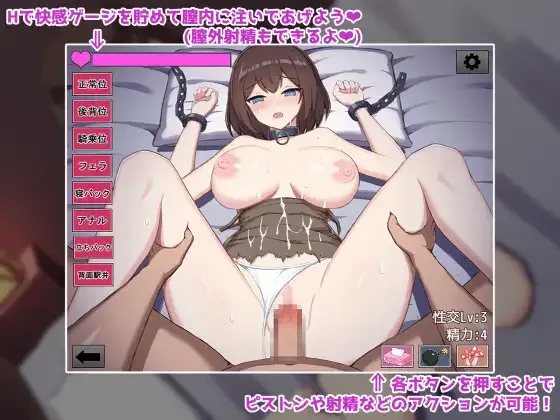 Hで快感ゲージを貯めて膣内に注いであげよう❤
⇓
(膣外射精もできるよ❤)
正常位
後背位
騎乗位
フェラ
寝バック
アナル
立ちバック
背面駅弁
性交Lv:3
精力:4
⇑ 各ボタンを押すことで
ピストンや射精などのアクションが可能！